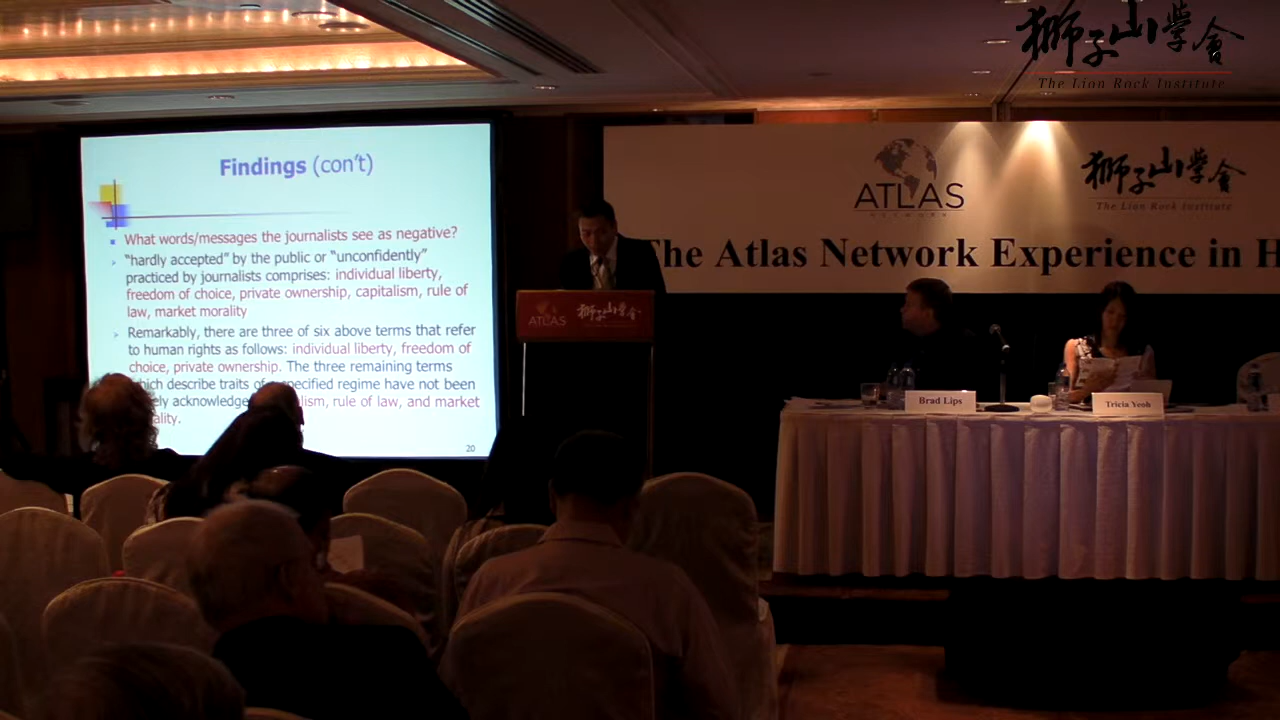 獅子山學會
The Lion Rock Institute
Findings (con't)
What words/messages the journalists see as negative?
"hardly accepted" by the public or "unconfidently"
practiced by journalists comprises: individual liberty,
freedom of choice, private ownership, capitalism, rule of
law, market morality
Remarkably, there are three of six above terms that refer
to human rights as follows: individual liberty, freedom of
choice, private ownership. The three remaining terms
which describe traits of specified regime have not been
acknowledge lism, rule of law, and market
20
ATLAS
NETWORK
獅子山學會
The Lion Rock Institute
The Atlas Network Experience in H
ATLAS
獅子山學會
Brad Lips
Tricia Yeoh